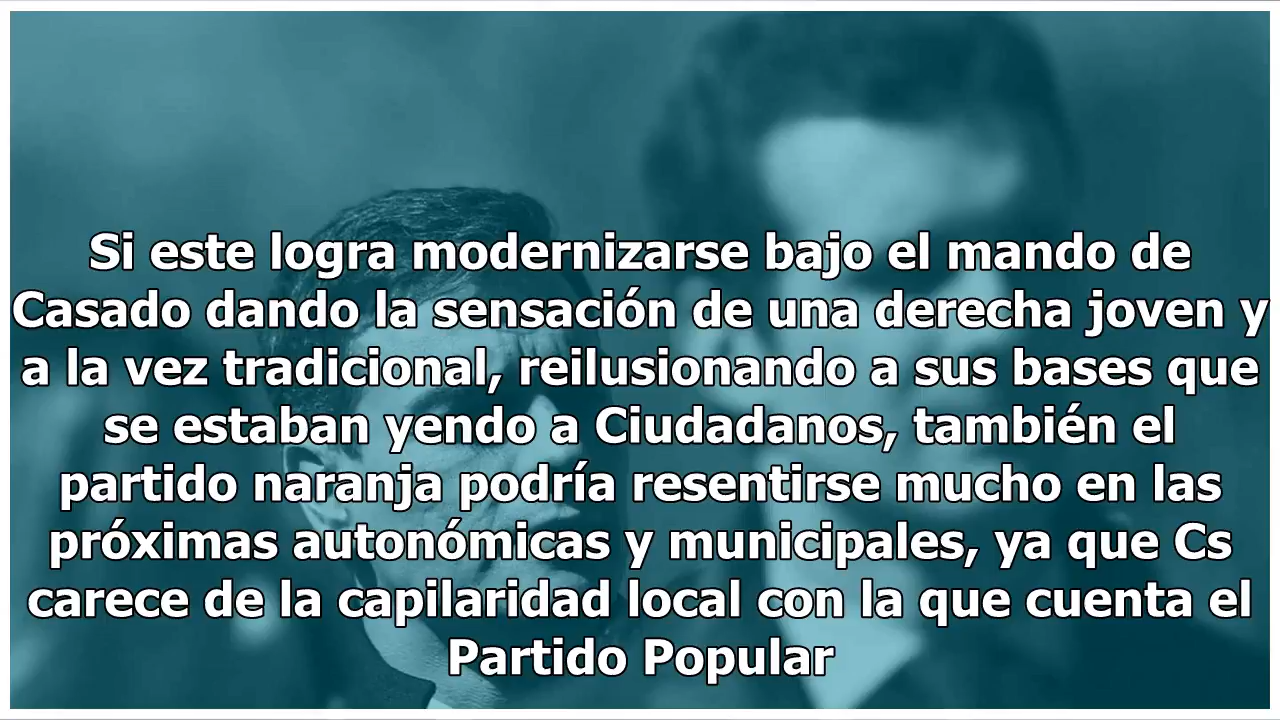 Si este logra modernizarse bajo el mando de
Casado dando la sensación de una derecha joven y
a la vez tradicional, reilusionando a sus bases que
se estaban yendo a Ciudadanos, también el
partido naranja podría resentirse mucho en las
próximas autonómicas y municipales, ya que Cs
carece de la capilaridad local con la que cuenta el
Partido Popular